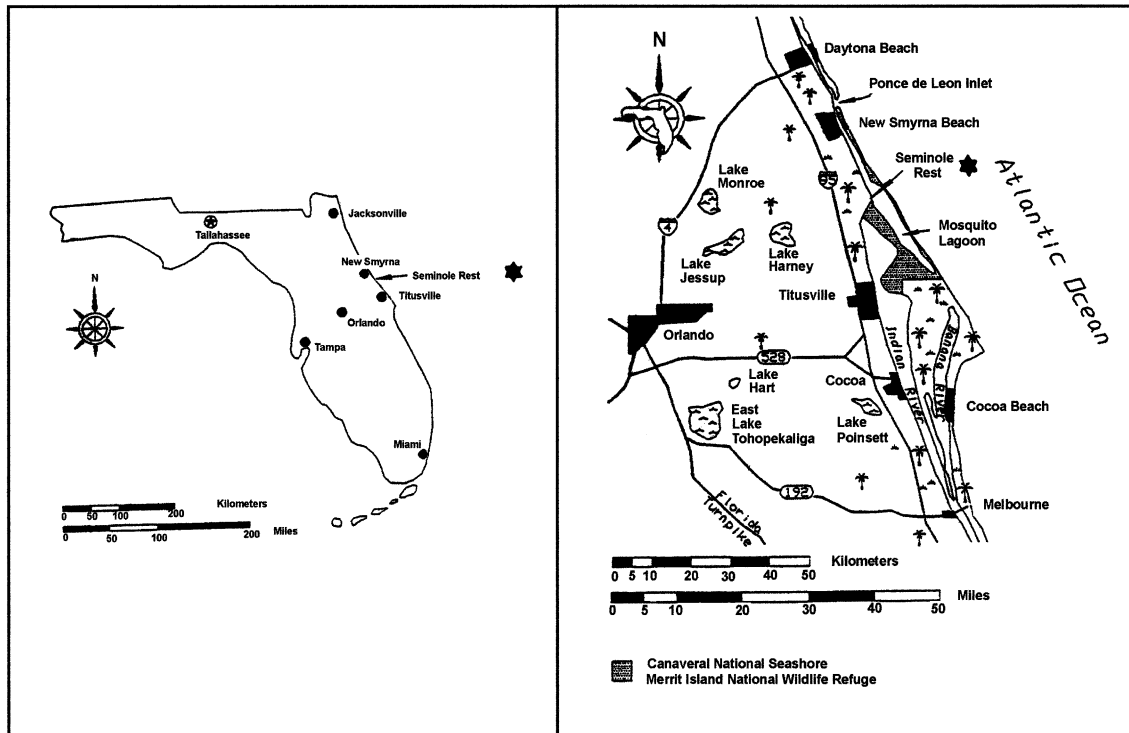 Jacksonville
Tallahassee
New Smyrna
Seminole Rest
Titusville
Orlando
Tampa
Miami
Kilometers
0 50 100 200
Miles
0 50 100 200
N
Daytona Beach
Ponce de Leon Inlet
New Smyrna Beach
Seminole
Rest
95
Lake
Monroe
4
Lake
Jessup
Lake
Harney
Mosquito
Lagoon
Atlantic Ocean
Titusville
Orlando
528
Indian
River
Banana
River
Lake
Hart
Cocoa
Cocoa Beach
East
Lake
Tohopekaliga
Lake
Poinsett
192
Melbourne
Florida
Turnpike
Kilometers
0 5 10 20 30 40 50
Miles
0 5 10 20 30 40 50
Canaveral National Seashore
Merrit Island National Wildlife Refuge